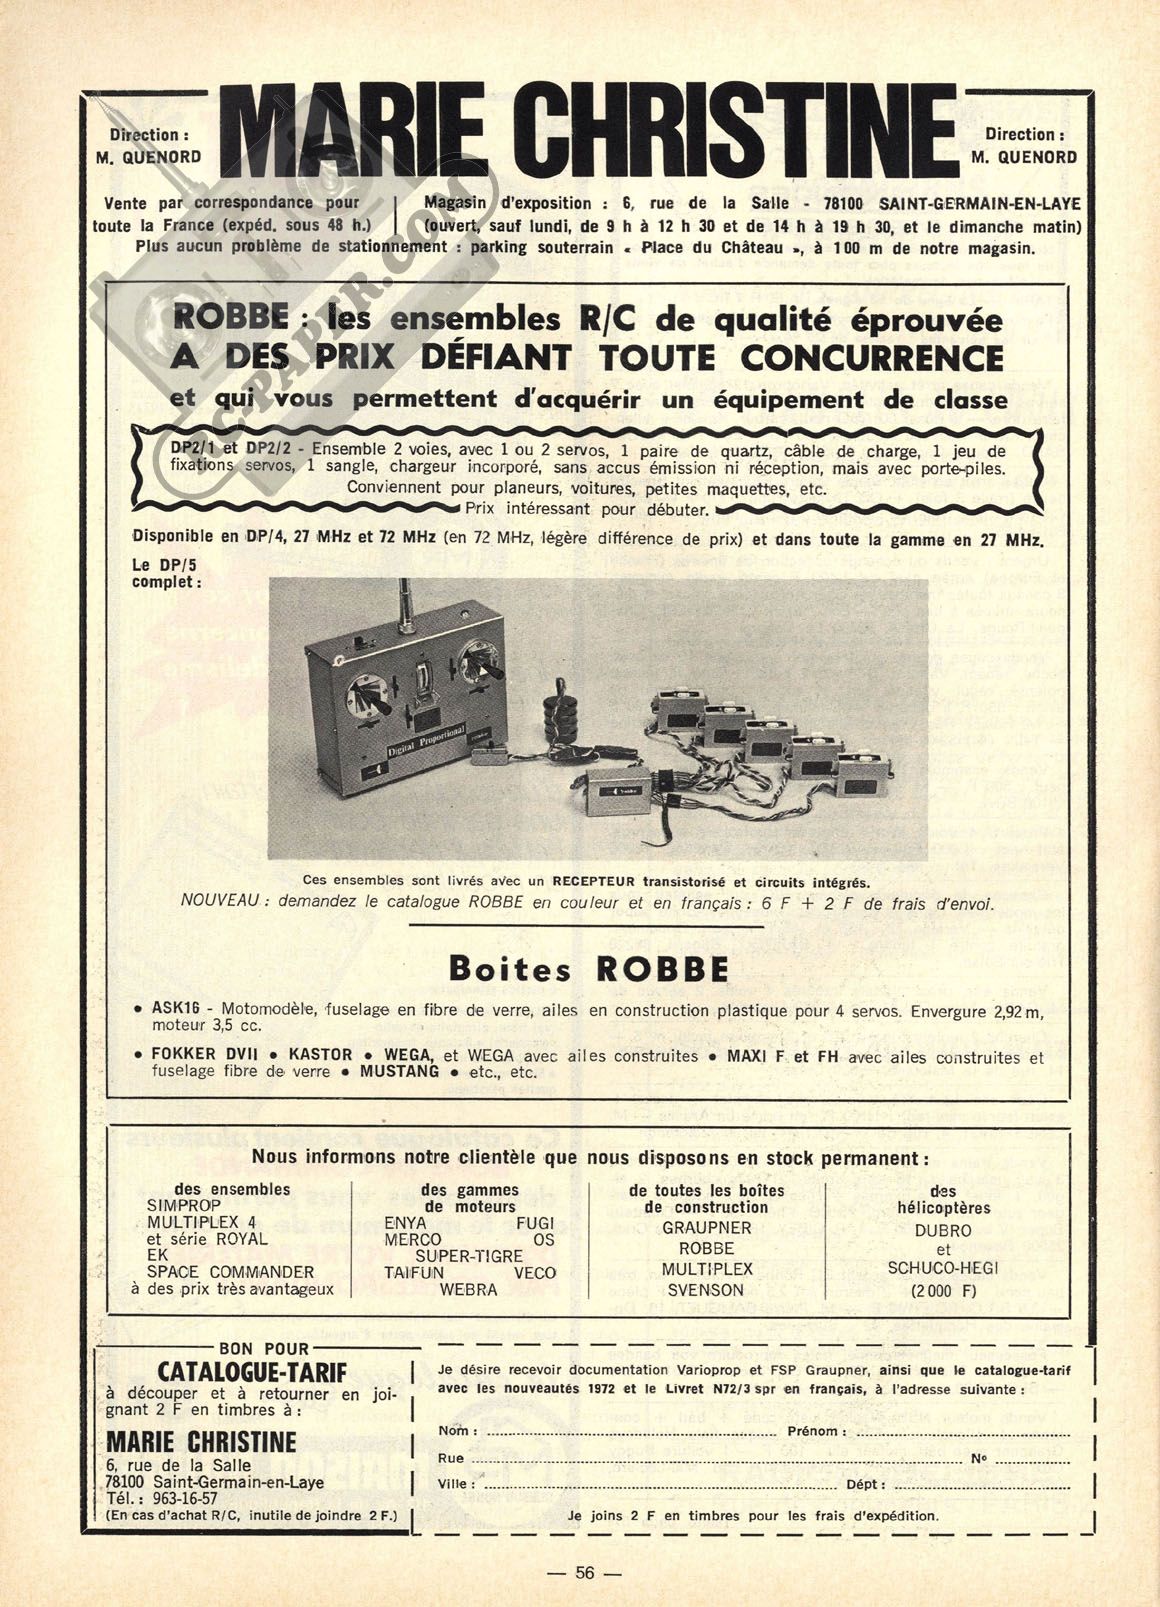 MARIE CHRISTINE
Direction :
M. QUENORD
Direction :
M. QUENORD
Vente par correspondance pour
toute la France (expéd. sous 48 h.)
Magasin d'exposition : 6, rue de la Salle - 78100 SAINT-GERMAIN-EN-LAYE
(ouvert, sauf lundi, de 9 h à 12 h 30 et de 14 h à 19 h 30, et le dimanche matin)
Plus aucun problème de stationnement : parking souterrain « Place du Château », à 100 m de notre magasin.
RC-PAPIER.COM
ROBBE : les ensembles R/C de qualité éprouvée
A DES PRIX DÉFIANT TOUTE CONCURRENCE
et qui vous permettent d'acquérir un équipement de classe
DP2/1 et DP2/2 - Ensemble 2 voies, avec 1 ou 2 servos, 1 paire de quartz, câble de charge, 1 jeu de
fixations servos, 1 sangle, chargeur incorporé, sans accus émission ni réception, mais avec porte-piles.
Conviennent pour planeurs, voitures, petites maquettes, etc.
Prix intéressant pour débuter.
Disponible en DP/4, 27 MHz et 72 MHz (en 72 MHz, légère différence de prix) et dans toute la gamme en 27 MHz.
Le DP/5
complet :
Digital Proportional
robbe
Ces ensembles sont livrés avec un RECEPTEUR transistorisé et circuits intégrés.
NOUVEAU : demandez le catalogue ROBBE en couleur et en français : 6 F + 2 F de frais d'envoi.
Boites ROBBE
• ASK16 - Motomodèle, fuselage en fibre de verre, ailes en construction plastique pour 4 servos. Envergure 2,92 m,
moteur 3,5 cc.
• FOKKER DVII • KASTOR • WEGA, et WEGA avec ailes construites • MAXI F et FH avec ailes construites et
fuselage fibre de verre • MUSTANG • etc., etc.
Nous informons notre clientèle que nous disposons en stock permanent :
des ensembles
SIMPROP
MULTIPLEX 4
et série ROYAL
EK
SPACE COMMANDER
à des prix très avantageux
des gammes
de moteurs
ENYA FUGI
MERCO OS
SUPER-TIGRE
TAIFUN VECO
WEBRA
de toutes les boîtes
de construction
GRAUPNER
ROBBE
MULTIPLEX
SVENSON
des
hélicoptères
DUBRO
et
SCHUCO-HEGI
(2 000 F)
BON POUR
CATALOGUE-TARIF
à découper et à retourner en joi-
gnant 2 F en timbres à :
MARIE CHRISTINE
6, rue de la Salle
78100 Saint-Germain-en-Laye
Tél. : 963-16-57
(En cas d'achat R/C, inutile de joindre 2 F.)
Je désire recevoir documentation Varioprop et FSP Graupner, ainsi que le catalogue-tarif
avec les nouveautés 1972 et le Livret N72/3 spr en français, à l'adresse suivante :
Nom : Prénom :
Rue N°
Ville : Dépt :
Je joins 2 F en timbres pour les frais d'expédition.
— 56 —